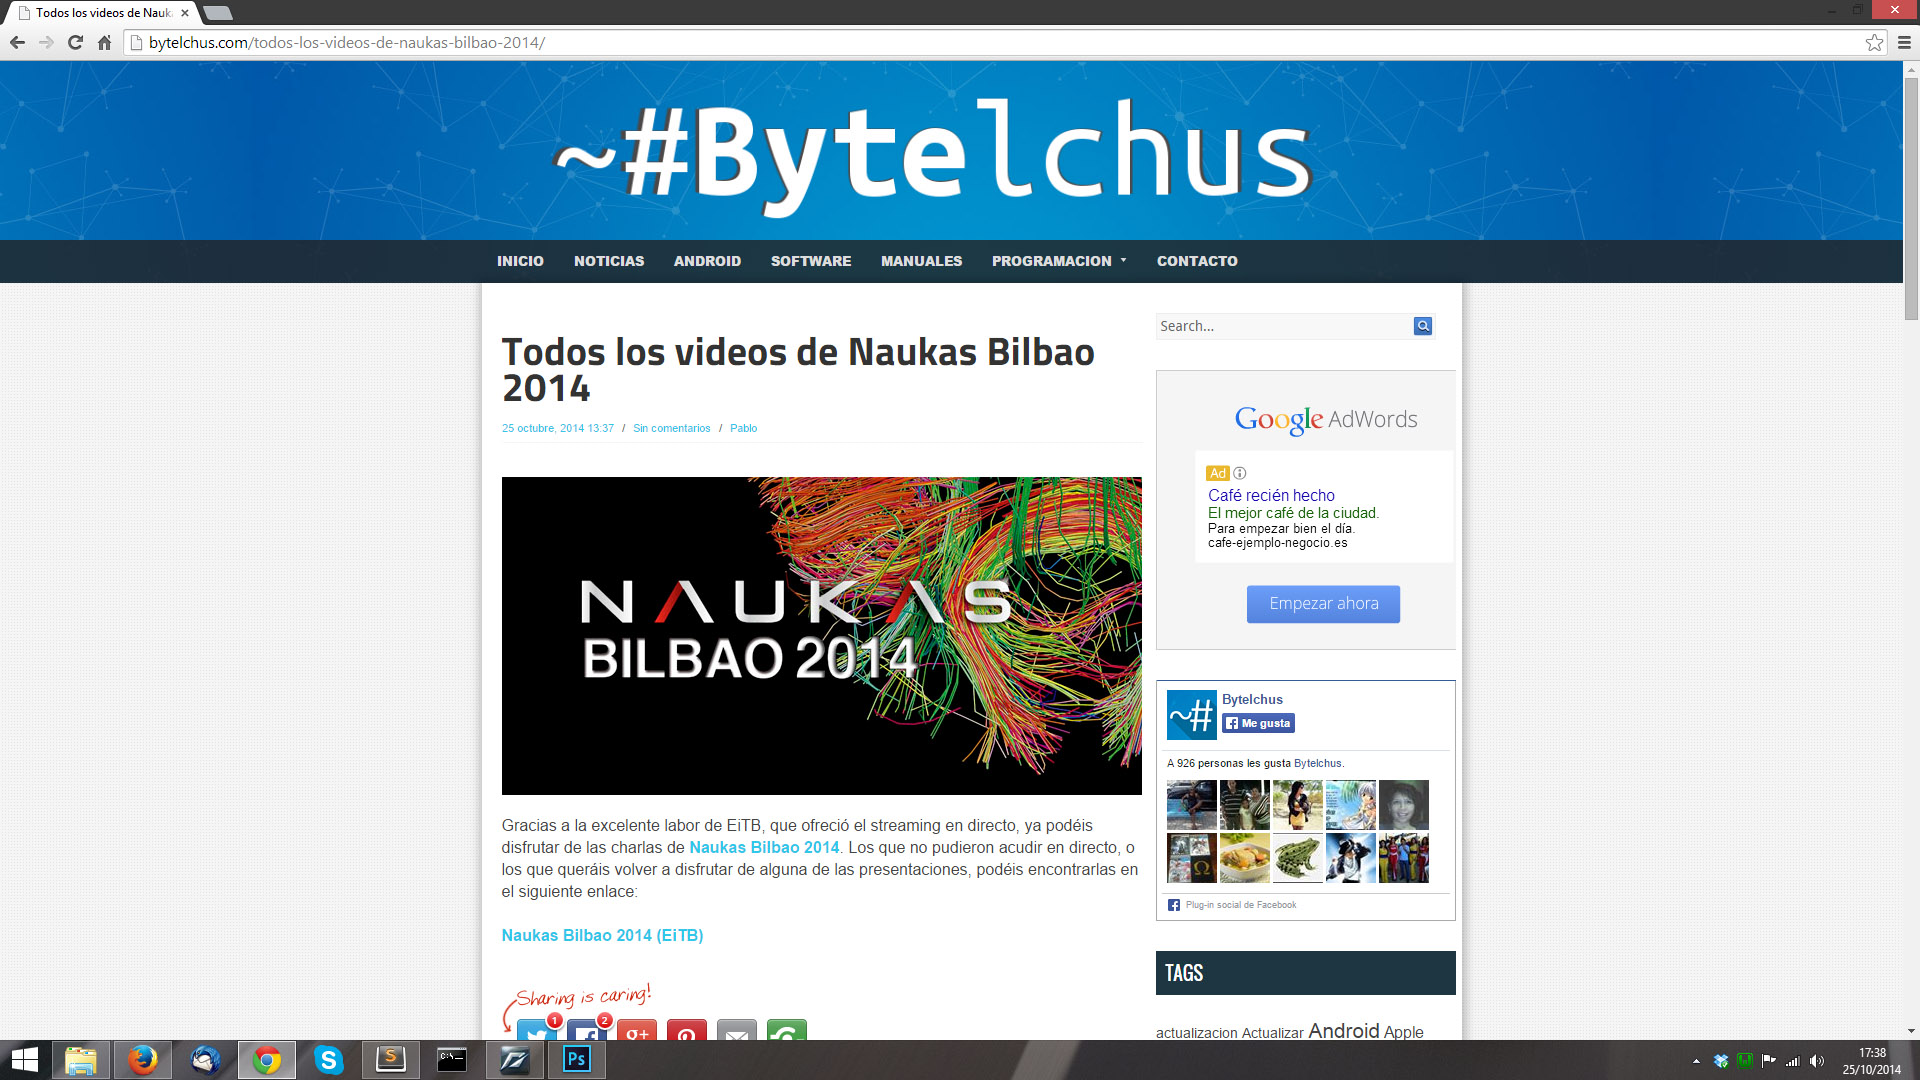 Todos los videos de Nauk
bytelchus.com/todos-los-videos-de-naukas-bilbao-2014/
~#Bytelchus
INICIO NOTICIAS ANDROID SOFTWARE MANUALES PROGRAMACION CONTACTO
Todos los videos de Naukas Bilbao
2014
25 octubre, 2014 13:37 / Sin comentarios / Pablo
NAUKAS
BILBAO 2014
Gracias a la excelente labor de EiTB, que ofreció el streaming en directo, ya podéis
disfrutar de las charlas de Naukas Bilbao 2014. Los que no pudieron acudir en directo, o
los que queráis volver a disfrutar de alguna de las presentaciones, podéis encontrarlas en
el siguiente enlace:
Naukas Bilbao 2014 (EiTB)
Sharing is caring!
1
2
g+
Search...
Google AdWords
Ad
Café recién hecho
El mejor café de la ciudad.
Para empezar bien el día.
cafe-ejemplo-negocio.es
Empezar ahora
~#
Bytelchus
Me gusta
A 926 personas les gusta Bytelchus.
Plug-in social de Facebook
TAGS
actualizacion Actualizar Android Apple
Ps
17:38
25/10/2014